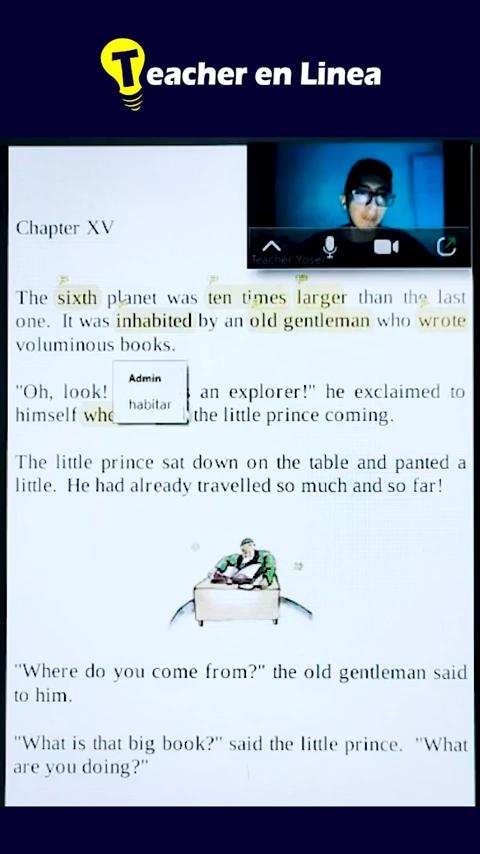 Teacher en Linea
Teacher Yoser
Chapter XV
The sixth planet was ten times larger than the last
one. It was inhabited by an old gentleman who wrote
voluminous books.
Admin
habitar
"Oh, look! an explorer!" he exclaimed to
himself whe the little prince coming.
The little prince sat down on the table and panted a
little. He had already travelled so much and so far!
"Where do you come from?" the old gentleman said
to him.
"What is that big book?" said the little prince. "What
are you doing?"